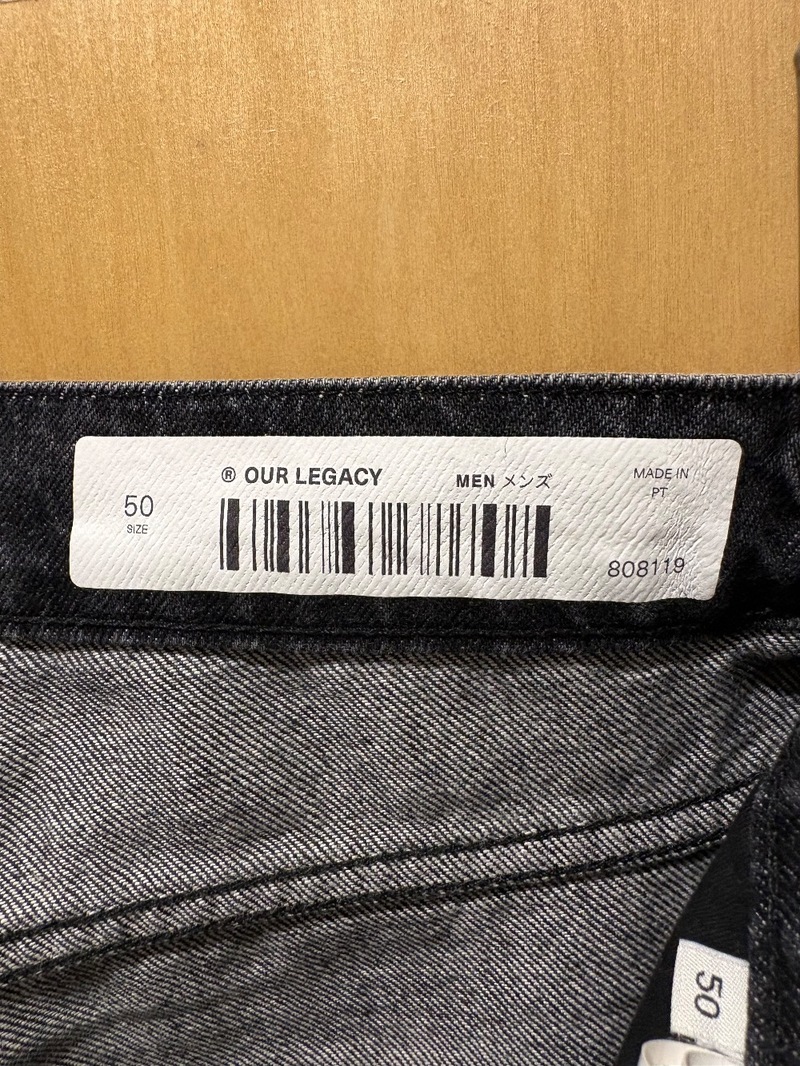 50
SIZE
® OUR LEGACY
MEN メンズ
MADE IN
PT
808119
50